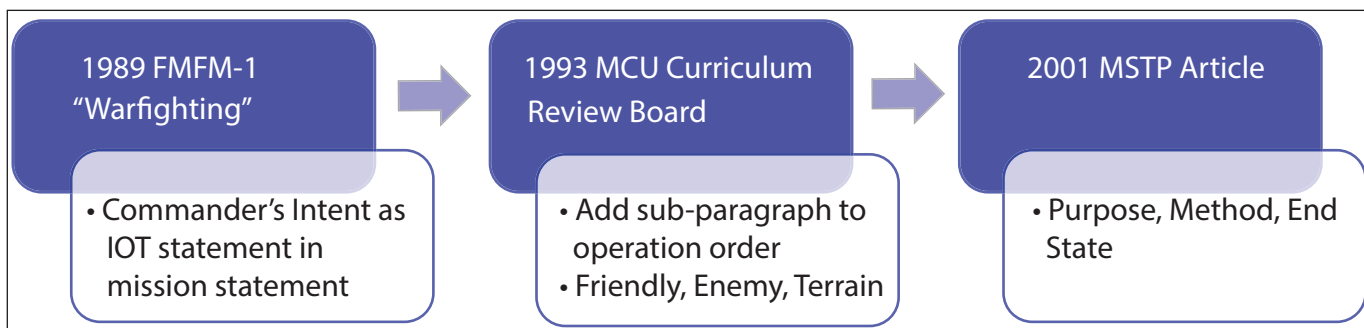 1989 FMFM-1
“Warfighting”
• Commander’s Intent as
IOT statement in
mission statement
1993 MCU Curriculum
Review Board
• Add sub-paragraph to
operation order
• Friendly, Enemy, Terrain
2001 MSTP Article
• Purpose, Method, End
State